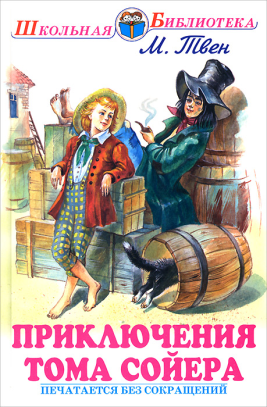 Школьная Библиотека
М. Твен
ПРИКЛЮЧЕНИЯ
ТОМА СОЙЕРА
ПЕЧАТАЕТСЯ БЕЗ СОКРАЩЕНИЙ